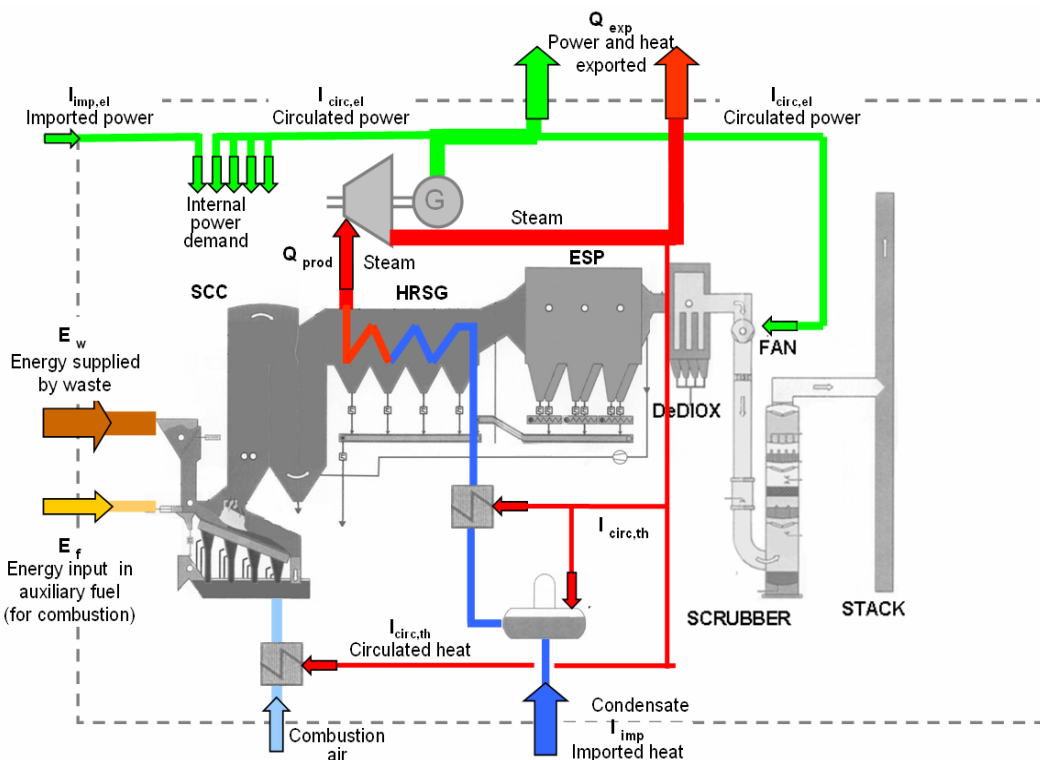 Q exp
Power and heat
exported
I imp,el
Imported power
I circ,el
Circulated power
I circ,el
Circulated power
Internal
power
demand
G
Steam
Q prod
Steam
ESP
SCC
HRSG
E w
Energy supplied
by waste
FAN
DeDIOX
I circ,th
E f
Energy input in
auxiliary fuel
(for combustion)
SCRUBBER
STACK
I circ,th
Circulated heat
Condensate
I imp
Imported heat
Combustion
air